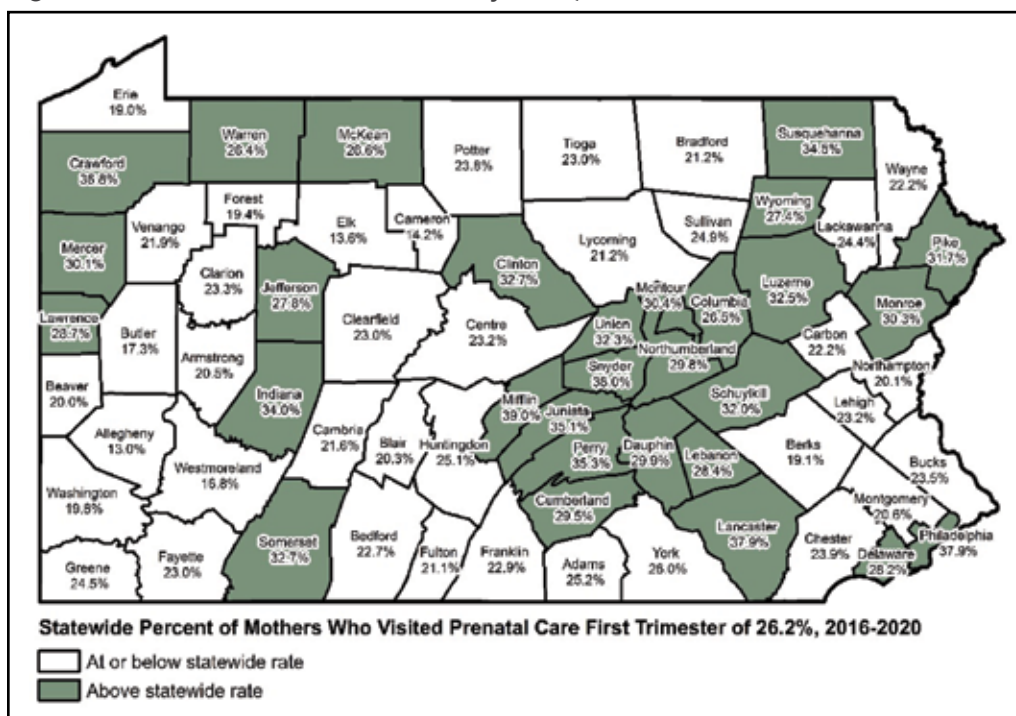 Erie
19.0%
Crawford
Warren
26.4%
McKean
Potter
23.8%
Tioga
23.0%
Bradford
21.2%
Susquehanna
Wayne
22.2%
Forest
19.4%
Venango
21.9%
Elk
13.6%
Cameron
14.2%
Lycoming
21.2%
Sullivan
24.9%
Wyoming
27.4%
Lackawanna
24.4%
Pike
31.7%
Mercer
30.1%
Clarion
23.3%
Jefferson
27.8%
Clinton
32.7%
Montour
30.4%
Columbia
26.5%
Luzerne
32.5%
Monroe
30.3%
Lawrence
Butler
17.3%
Clearfield
23.0%
Centre
23.2%
Union
32.3%
Northumberland
29.8%
Carbon
22.2%
Armstrong
20.5%
Snyder
Northampton
20.1%
Beaver
20.0%
Indiana
34.0%
Mifflin
39.0%
Juniata
35.1%
Schuylkill
32.0%
Lehigh
23.2%
Allegheny
13.0%
Cambria
21.6%
Blair
20.3%
Huntingdon
25.1%
Perry
35.3%
Dauphin
29.9%
Lebanon
28.4%
Berks
19.1%
Bucks
23.5%
Westmoreland
16.8%
Washington
19.8%
Cumberland
29.5%
Montgomery
20.6%
Somerset
32.7%
Bedford
22.7%
Fulton
21.1%
Franklin
22.9%
Adams
25.2%
York
26.0%
Lancaster
37.9%
Chester
23.9%
Delaware
28.2%
Philadelphia
37.9%
Fayette
23.0%
Greene
24.5%
Statewide Percent of Mothers Who Visited Prenatal Care First Trimester of 26.2%, 2016-2020
At or below statewide rate
Above statewide rate